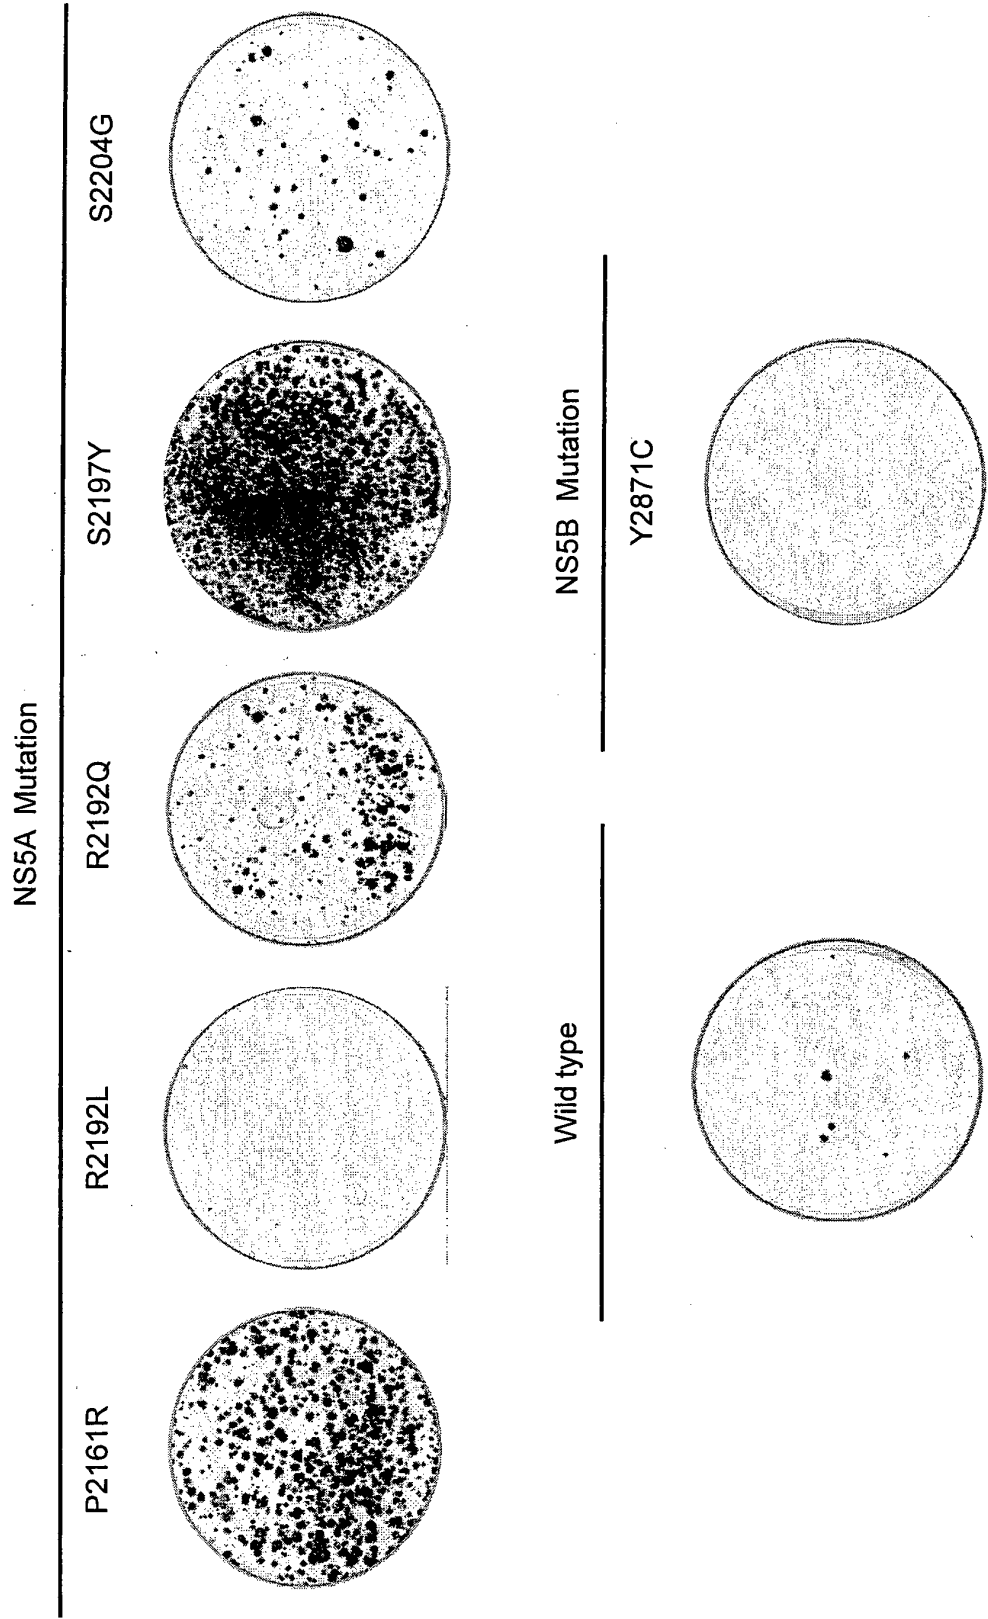 NS5A Mutation
P2161R R2192L R2192Q S2197Y S2204G
Wild type NS5B Mutation
Y2871C